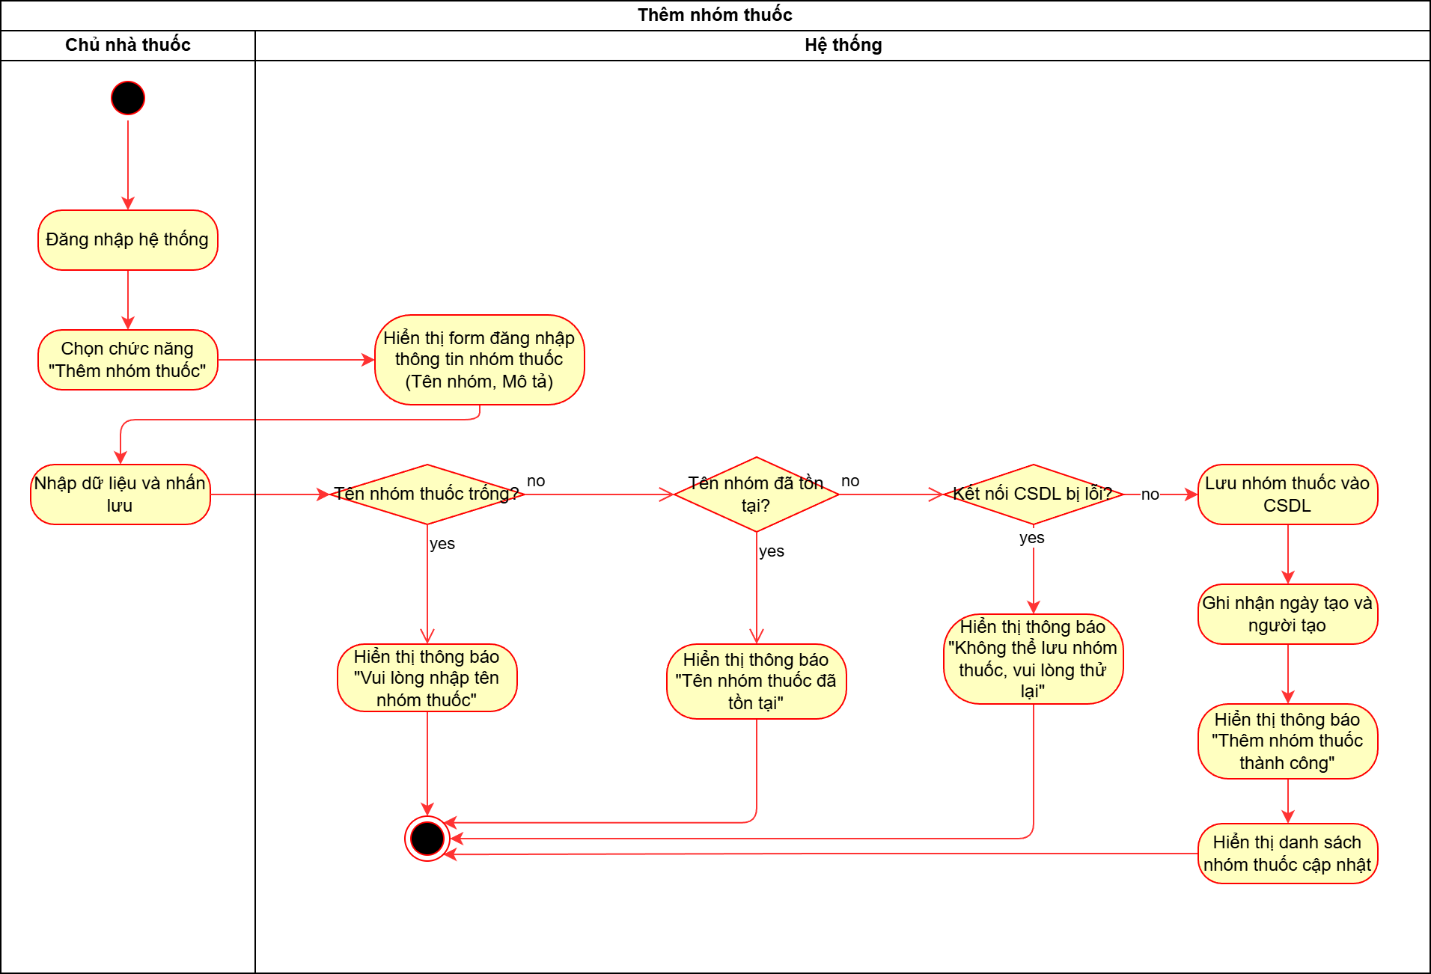 Thêm nhóm thuốc
Chủ nhà thuốc
Hệ thống
Đăng nhập hệ thống
Chọn chức năng
"Thêm nhóm thuốc"
Hiển thị form đăng nhập
thông tin nhóm thuốc
(Tên nhóm, Mô tả)
Nhập dữ liệu và nhấn
lưu
Tên nhóm thuốc trống?
no
yes
Tên nhóm đã tồn
tại?
no
yes
Kết nối CSDL bị lỗi?
no
yes
Lưu nhóm thuốc vào
CSDL
Ghi nhận ngày tạo và
người tạo
Hiển thị thông báo
"Vui lòng nhập tên
nhóm thuốc"
Hiển thị thông báo
"Tên nhóm thuốc đã
tồn tại"
Hiển thị thông báo
"Không thể lưu nhóm
thuốc, vui lòng thử
lại"
Hiển thị thông báo
"Thêm nhóm thuốc
thành công"
Hiển thị danh sách
nhóm thuốc cập nhật